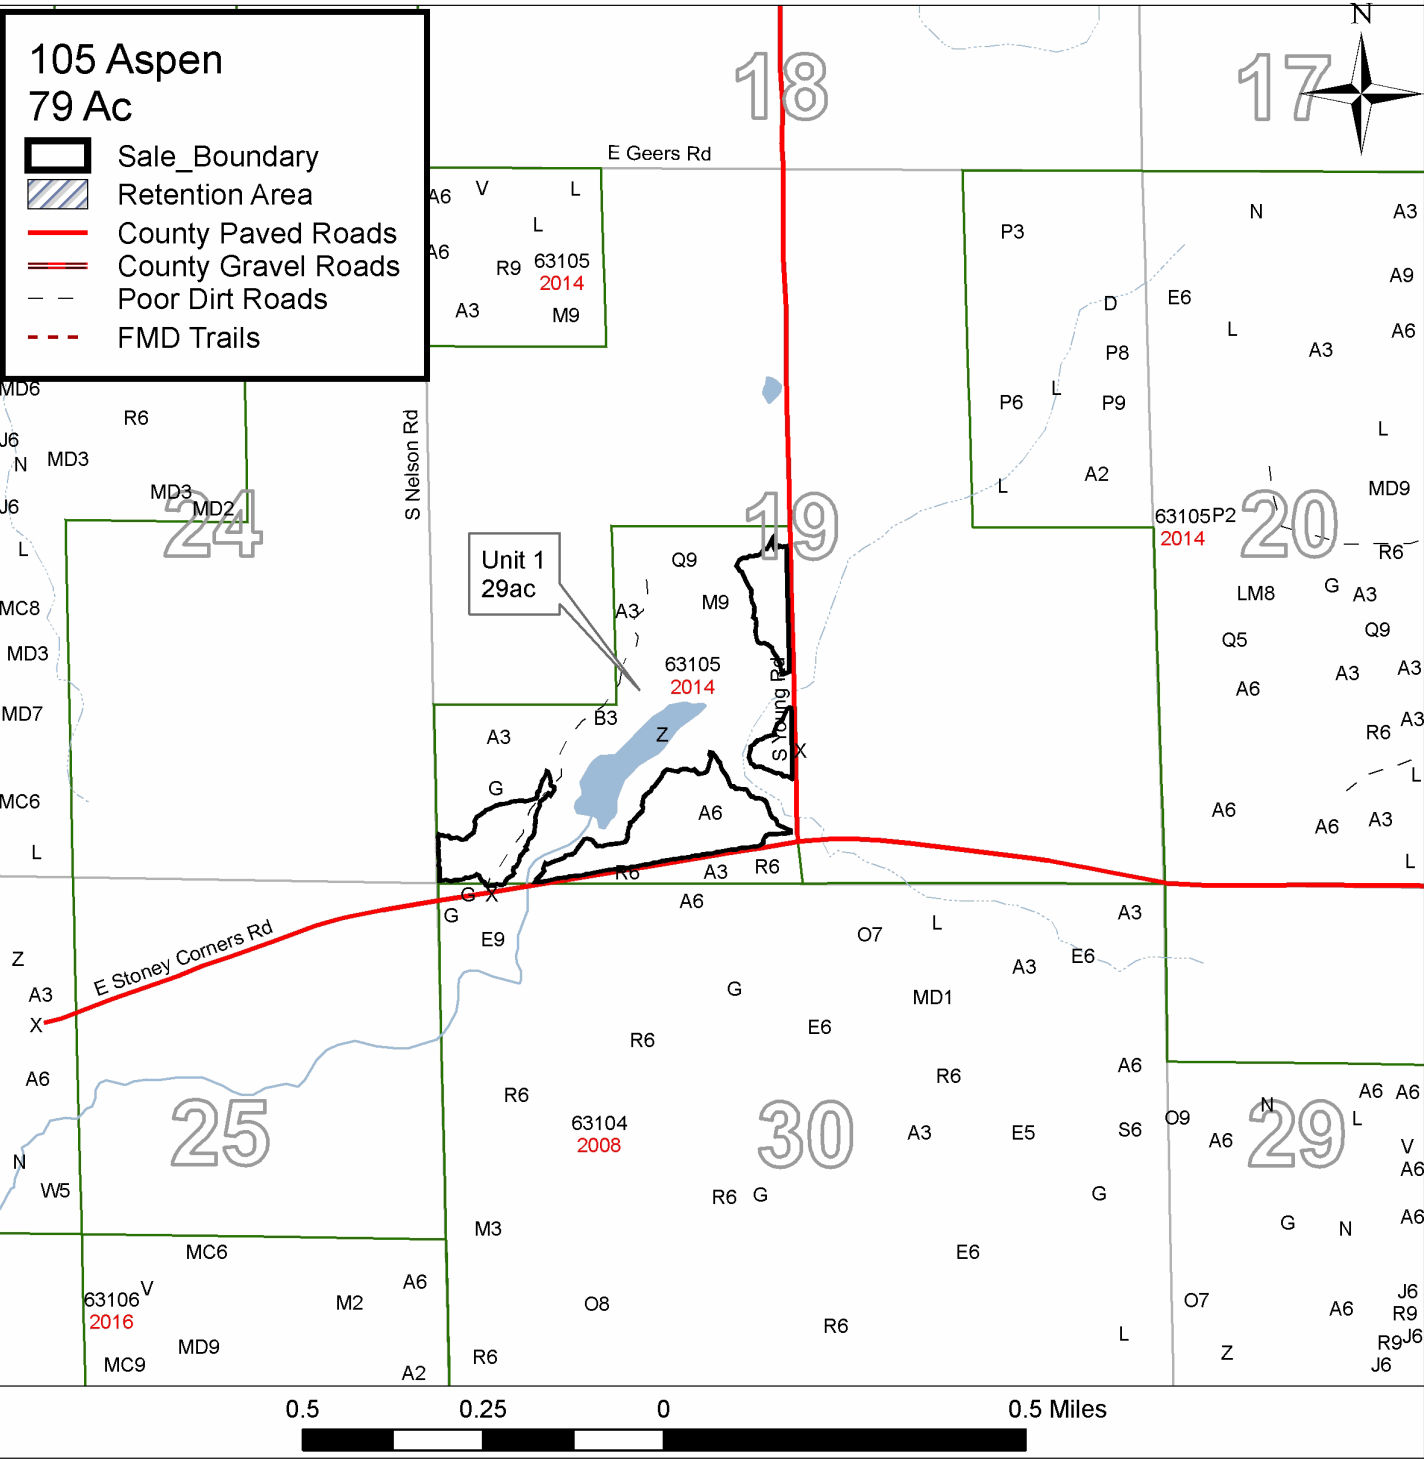 105 Aspen
79 Ac
Sale_Boundary
Retention Area
County Paved Roads
County Gravel Roads
Poor Dirt Roads
FMD Trails
N
18
17
E Geers Rd
A6 V L
L
A6
R9 63105
2014
A3 M9
P3
N A3
A9
D E6
L A6
A3
P8
L
P6 P9
L
A2
L
MD9
63105 P2
2014
20
R6
G
LM8 A3
Q9
Q5
A3 A3
A6
A3
R6
L
A6 A3
A6
L
MD6
R6
J6
N MD3
MD3
J6 MD2
24
L
MC8
MD3
MD7
MC6
L
S Nelson Rd
19
Unit 1
29ac
Q9
A3 M9
63105
2014
B3
Z
A3
G
S Young Rd
X
A6
R6 A3 R6
G X
G
A6
E9
E Stoney Corners Rd
Z
A3
X
A6
25
N
W5
MC6
V
63106
2016
M2
A6
MD9
MC9
A2
L
O7
A3
E6
A3
MD1
G
E6
R6
R6
R6
A6
63104
2008
30
A3 E5 S6
R6 G G
M3
E6
O8
R6
R6
L
O9
N
A6 A6
L
A6
29
V
A6
G N A6
O7 A6
J6
R9
R9 J6
Z J6
0.5 0.25 0 0.5 Miles